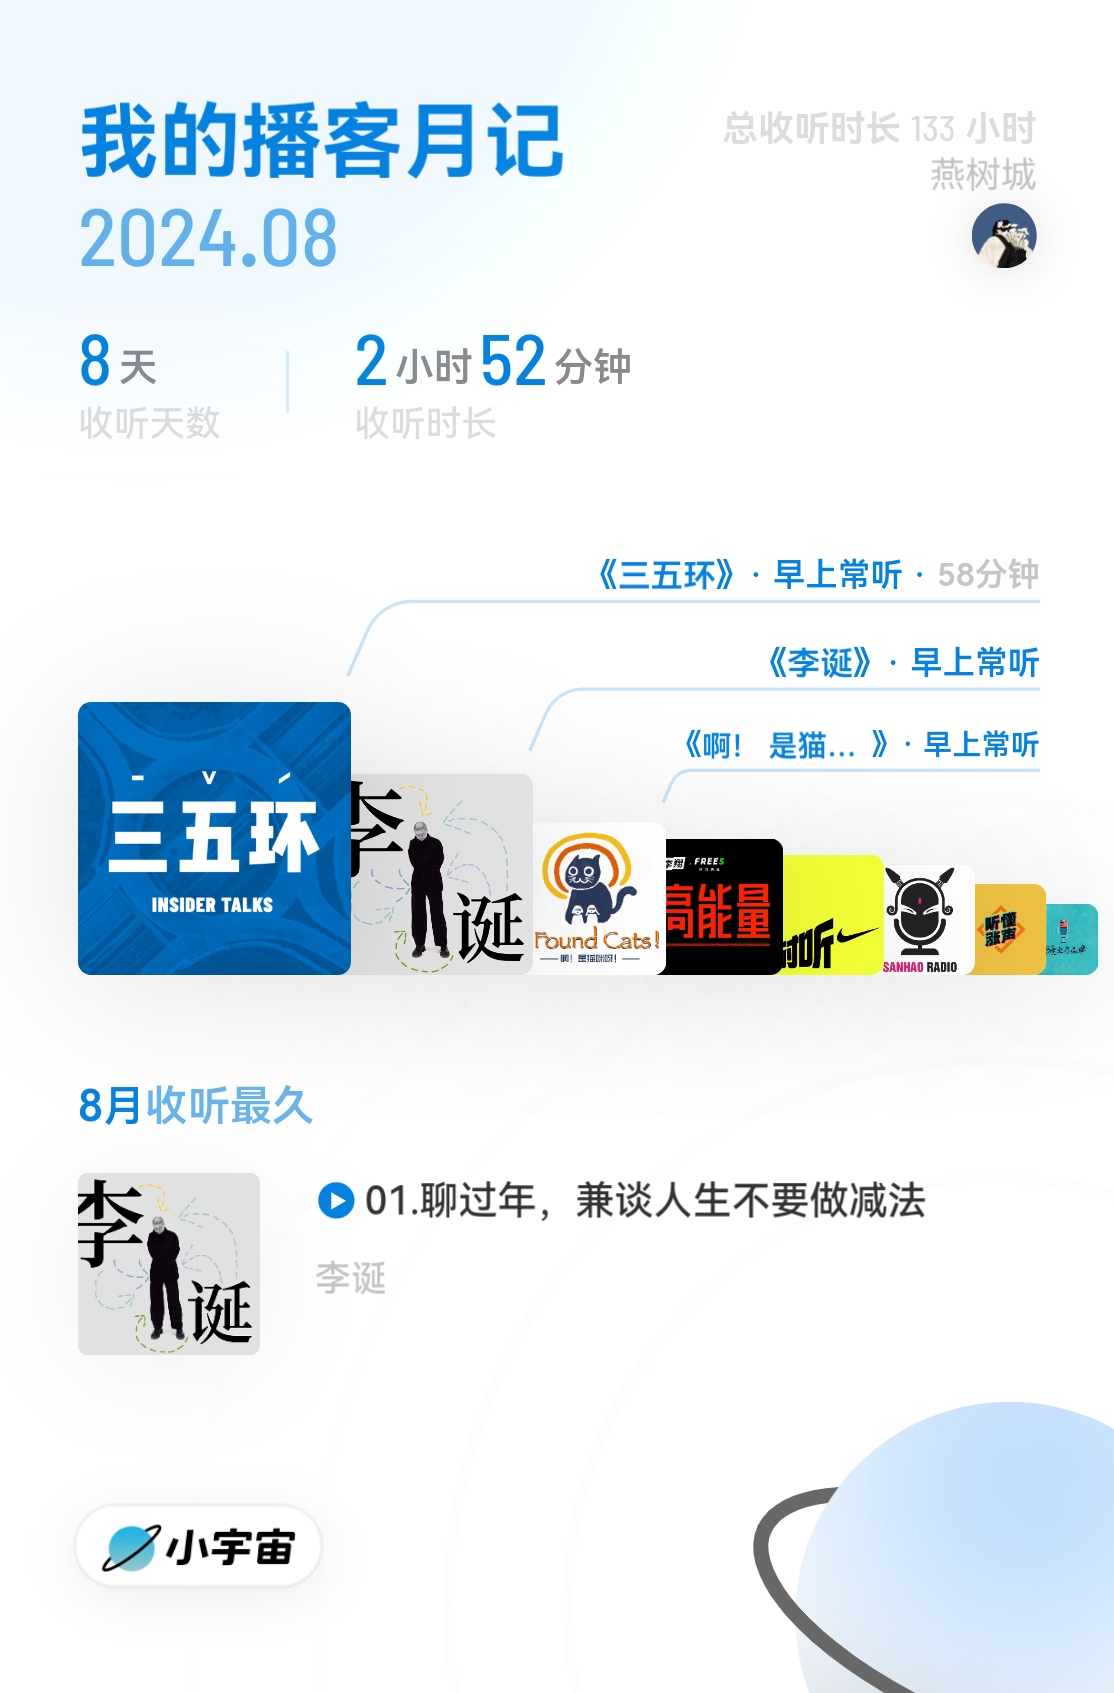 我的播客月记
2024.08
总收听时长 133 小时
燕树城
8 天
收听天数
2 小时 52 分钟
收听时长
《三五环》 · 早上常听 · 58分钟
《李诞》 · 早上常听
《啊！ 是猫… 》 · 早上常听
三五环
INSIDER TALKS
李
诞
Found Cats!
啊！是猫咪呀！
李翔 FREES
高能量
听
SANHAO RADIO
听懂
涨声
8月收听最久
李
诞
01.聊过年，兼谈人生不要做减法
李诞
小宇宙